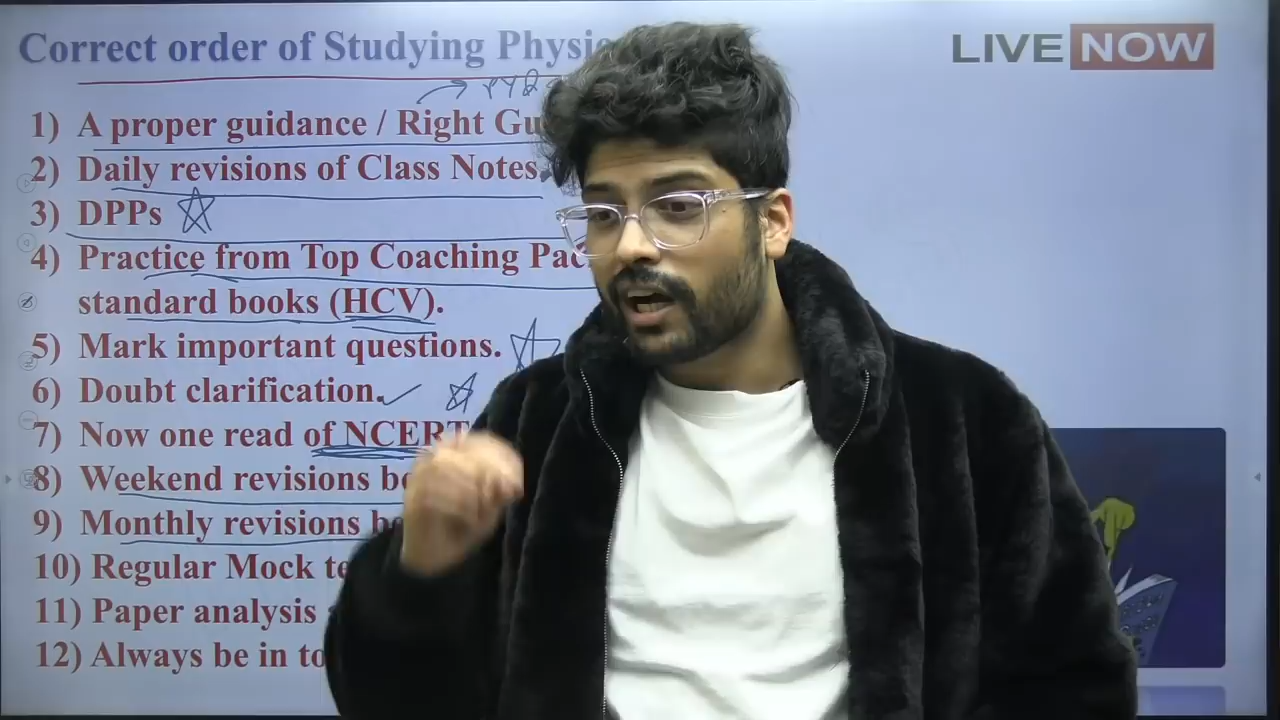 Correct order of Studying Physi
LIVE NOW
1) A proper guidance / Right Gu
2) Daily revisions of Class Notes.
3) DPPs
4) Practice from Top Coaching Pac
standard books (HCV).
5) Mark important questions.
6) Doubt clarification.
7) Now one read of NCERT
8) Weekend revisions be
9) Monthly revisions be
10) Regular Mock te
11) Paper analysis
12) Always be in to